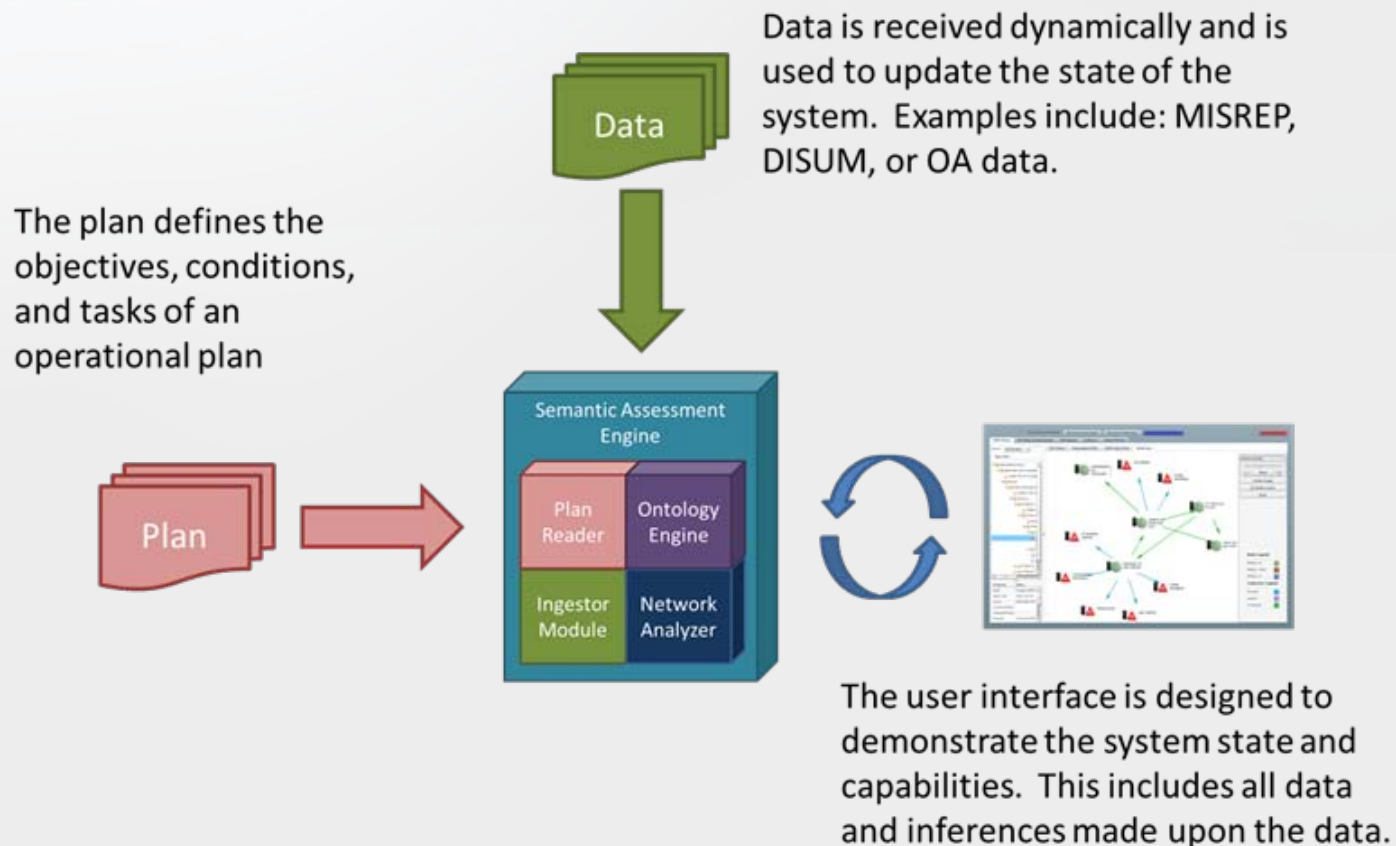 Data is received dynamically and is
used to update the state of the
system.  Examples include: MISREP,
DISUM, or OA data.
Data
The plan defines the
objectives, conditions,
and tasks of an
operational plan
Plan
Semantic Assessment
Engine
Plan
Reader
Ontology
Engine
Ingestor
Module
Network
Analyzer
The user interface is designed to
demonstrate the system state and
capabilities.  This includes all data
and inferences made upon the data.